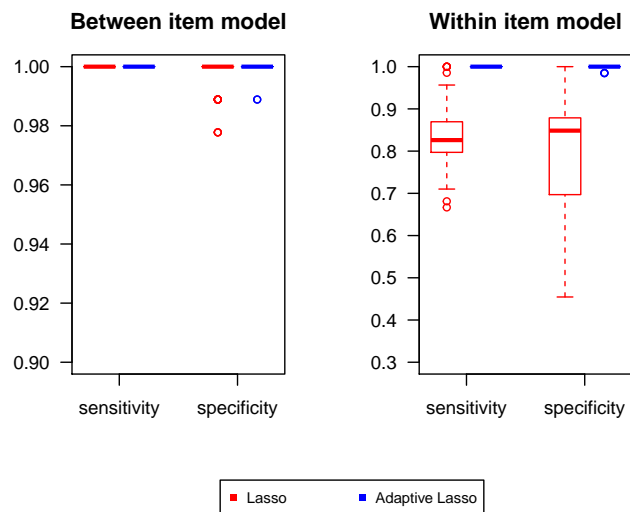 Between item model
Within item model
1.00
0.98
0.96
0.94
0.92
0.90
sensitivity
specificity
1.0
0.9
0.8
0.7
0.6
0.5
0.4
0.3
sensitivity
specificity
Lasso
Adaptive Lasso